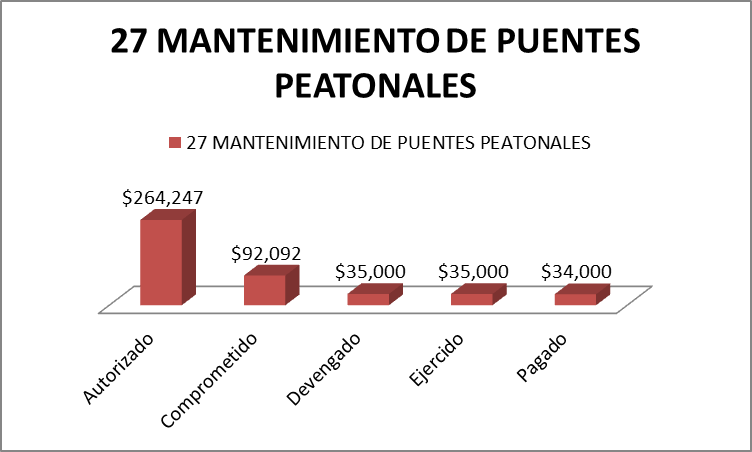 27 MANTENIMIENTO DE PUENTES
PEATONALES
27 MANTENIMIENTO DE PUENTES PEATONALES
$264,247
$92,092
$35,000
$35,000
$34,000
Autorizado
Comprometido
Devengado
Ejercido
Pagado